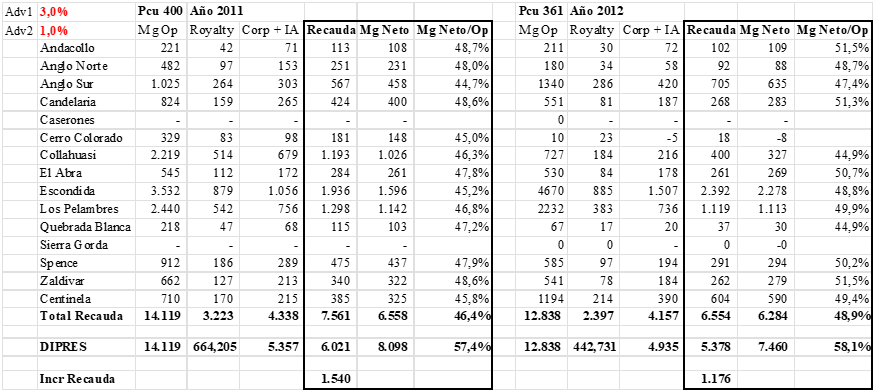 Adv1 3,0% Pcu 400 Año 2011 Pcu 361 Año 2012
Adv2 1,0% Mg Op Royalty Corp + IA Recauda Mg Neto Mg Neto/Op Mg Op Royalty Corp + IA Recauda Mg Neto Mg Neto/Op
Andacollo 221 42 71 113 108 48,7% 211 30 72 102 109 51,5%
Anglo Norte 482 97 153 251 231 48,0% 180 34 58 92 88 48,7%
Anglo Sur 1.025 264 303 567 458 44,7% 1340 286 420 705 635 47,4%
Candelaria 824 159 265 424 400 48,6% 551 81 187 268 283 51,3%
Caserones - - - - - 0 - - - -
Cerro Colorado 329 83 98 181 148 45,0% 10 23 -5 18 -8
Collahuasi 2.219 514 679 1.193 1.026 46,3% 727 184 216 400 327 44,9%
El Abra 545 112 172 284 261 47,8% 530 84 178 261 269 50,7%
Escondida 3.532 879 1.056 1.936 1.596 45,2% 4670 885 1.507 2.392 2.278 48,8%
Los Pelambres 2.440 542 756 1.298 1.142 46,8% 2232 383 736 1.119 1.113 49,9%
Quebrada Blanca 218 47 68 115 103 47,2% 67 17 20 37 30 44,9%
Sierra Gorda - - - - - 0 0 - 0 -0
Spence 912 186 289 475 437 47,9% 585 97 194 291 294 50,2%
Zaldivar 662 127 213 340 322 48,6% 541 78 184 262 279 51,5%
Centinela 710 170 215 385 325 45,8% 1194 214 390 604 590 49,4%
Total Recauda 14.119 3.223 4.338 7.561 6.558 46,4% 12.838 2.397 4.157 6.554 6.284 48,9%
DIPRES 14.119 664,205 5.357 6.021 8.098 57,4% 12.838 442,731 4.935 5.378 7.460 58,1%
Incr Recauda 1.540 1.176